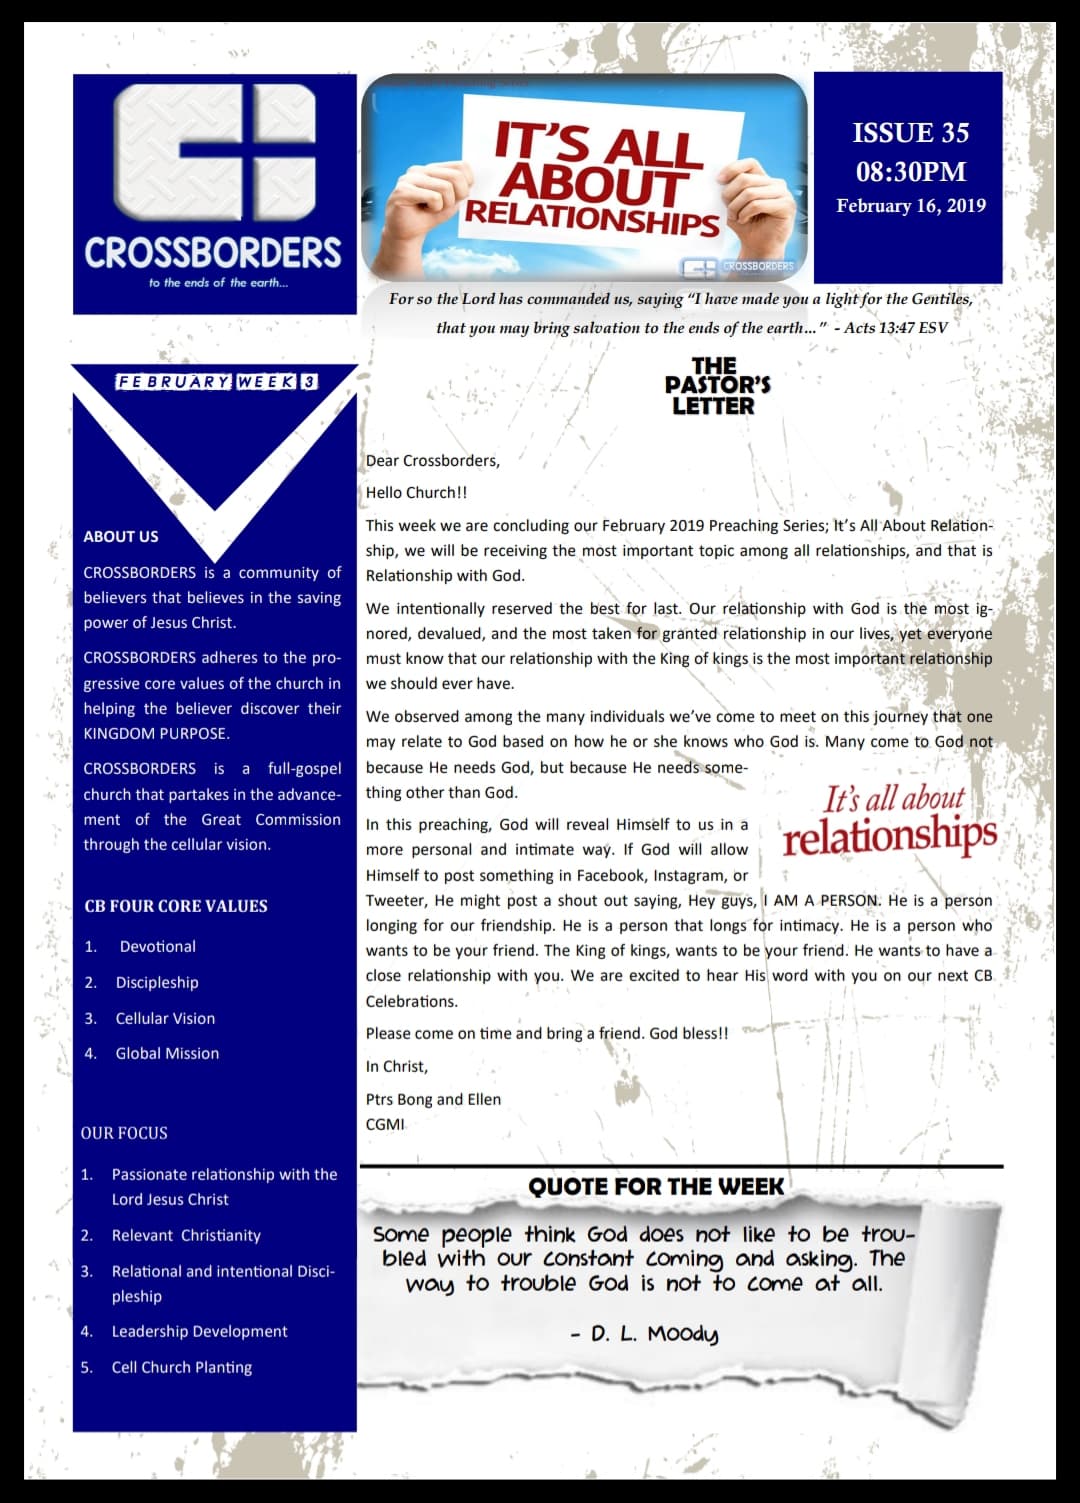 CROSSBORDERS
to the ends of the earth...
IT'S ALL
ABOUT
RELATIONSHIPS
CROSSBORDERS
ISSUE 35
08:30PM
February 16, 2019
For so the Lord has commanded us, saying “I have made you a light for the Gentiles,
that you may bring salvation to the ends of the earth...” - Acts 13:47 ESV
FEBRUARY WEEK 3
ABOUT US
CROSSBORDERS is a community of
believers that believes in the saving
power of Jesus Christ.
CROSSBORDERS adheres to the pro-
gressive core values of the church in
helping the believer discover their
KINGDOM PURPOSE.
CROSSBORDERS is a full-gospel
church that partakes in the advance-
ment of the Great Commission
through the cellular vision.
CB FOUR CORE VALUES
1. Devotional
2. Discipleship
3. Cellular Vision
4. Global Mission
OUR FOCUS
1. Passionate relationship with the
Lord Jesus Christ
2. Relevant Christianity
3. Relational and intentional Disci-
pleship
4. Leadership Development
5. Cell Church Planting
THE
PASTOR'S
LETTER
Dear Crossborders,
Hello Church!!
This week we are concluding our February 2019 Preaching Series; It’s All About Relation-
ship, we will be receiving the most important topic among all relationships, and that is
Relationship with God.
We intentionally reserved the best for last. Our relationship with God is the most ig-
nored, devalued, and the most taken for granted relationship in our lives, yet everyone
must know that our relationship with the King of kings is the most important relationship
we should ever have.
We observed among the many individuals we’ve come to meet on this journey that one
may relate to God based on how he or she knows who God is. Many come to God not
because He needs God, but because He needs some-
thing other than God.
It's all about
relationships
In this preaching, God will reveal Himself to us in a
more personal and intimate way. If God will allow
Himself to post something in Facebook, Instagram, or
Tweeter, He might post a shout out saying, Hey guys, I AM A PERSON. He is a person
longing for our friendship. He is a person that longs for intimacy. He is a person who
wants to be your friend. The King of kings, wants to be your friend. He wants to have a
close relationship with you. We are excited to hear His word with you on our next CB
Celebrations.
Please come on time and bring a friend. God bless!!
In Christ,
Ptrs Bong and Ellen
CGMI
QUOTE FOR THE WEEK
Some people think God does not like to be trou-
bled with our constant coming and asking. The
way to trouble God is not to come at all.
- D. L. Moody